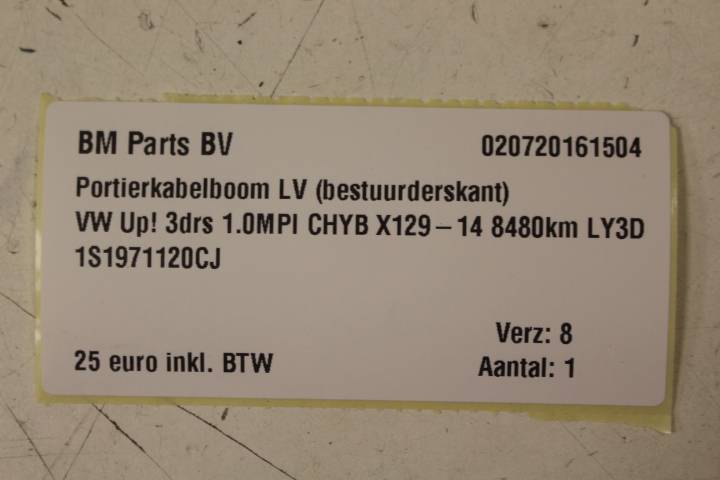 BM Parts BV 020720161504
Portierkabelboom LV (bestuurderskant)
VW Up! 3drs 1.0MPI CHYB X129-14 8480km LY3D
1S1971120CJ
Verz: 8
25 euro inkl. BTW Aantal: 1